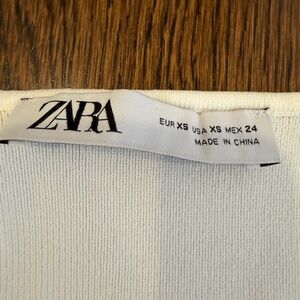 ZARA
EUR XS USA XS MEX 24
MADE IN CHINA